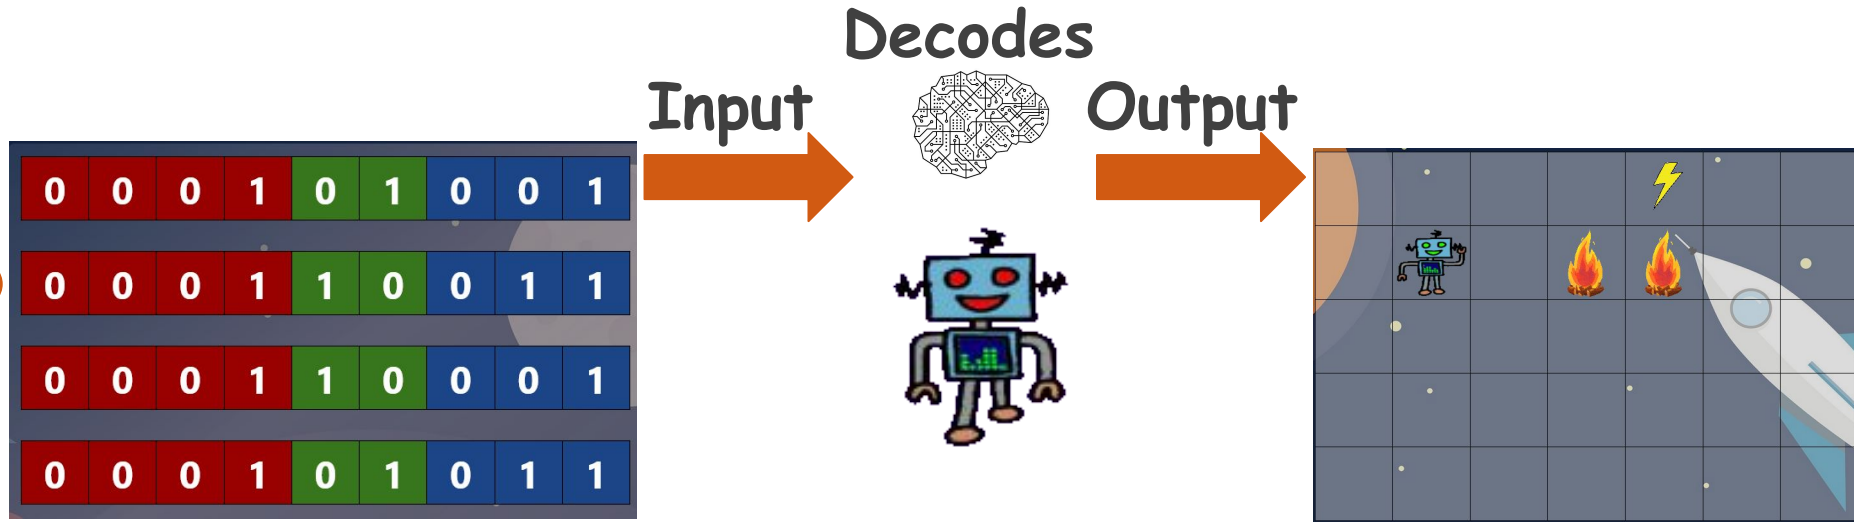 Decodes
Input
Output
0 0 0 1 0 1 0 0 1
0 0 0 1 1 0 0 1 1
0 0 0 1 1 0 0 0 1
0 0 0 1 0 1 0 1 1